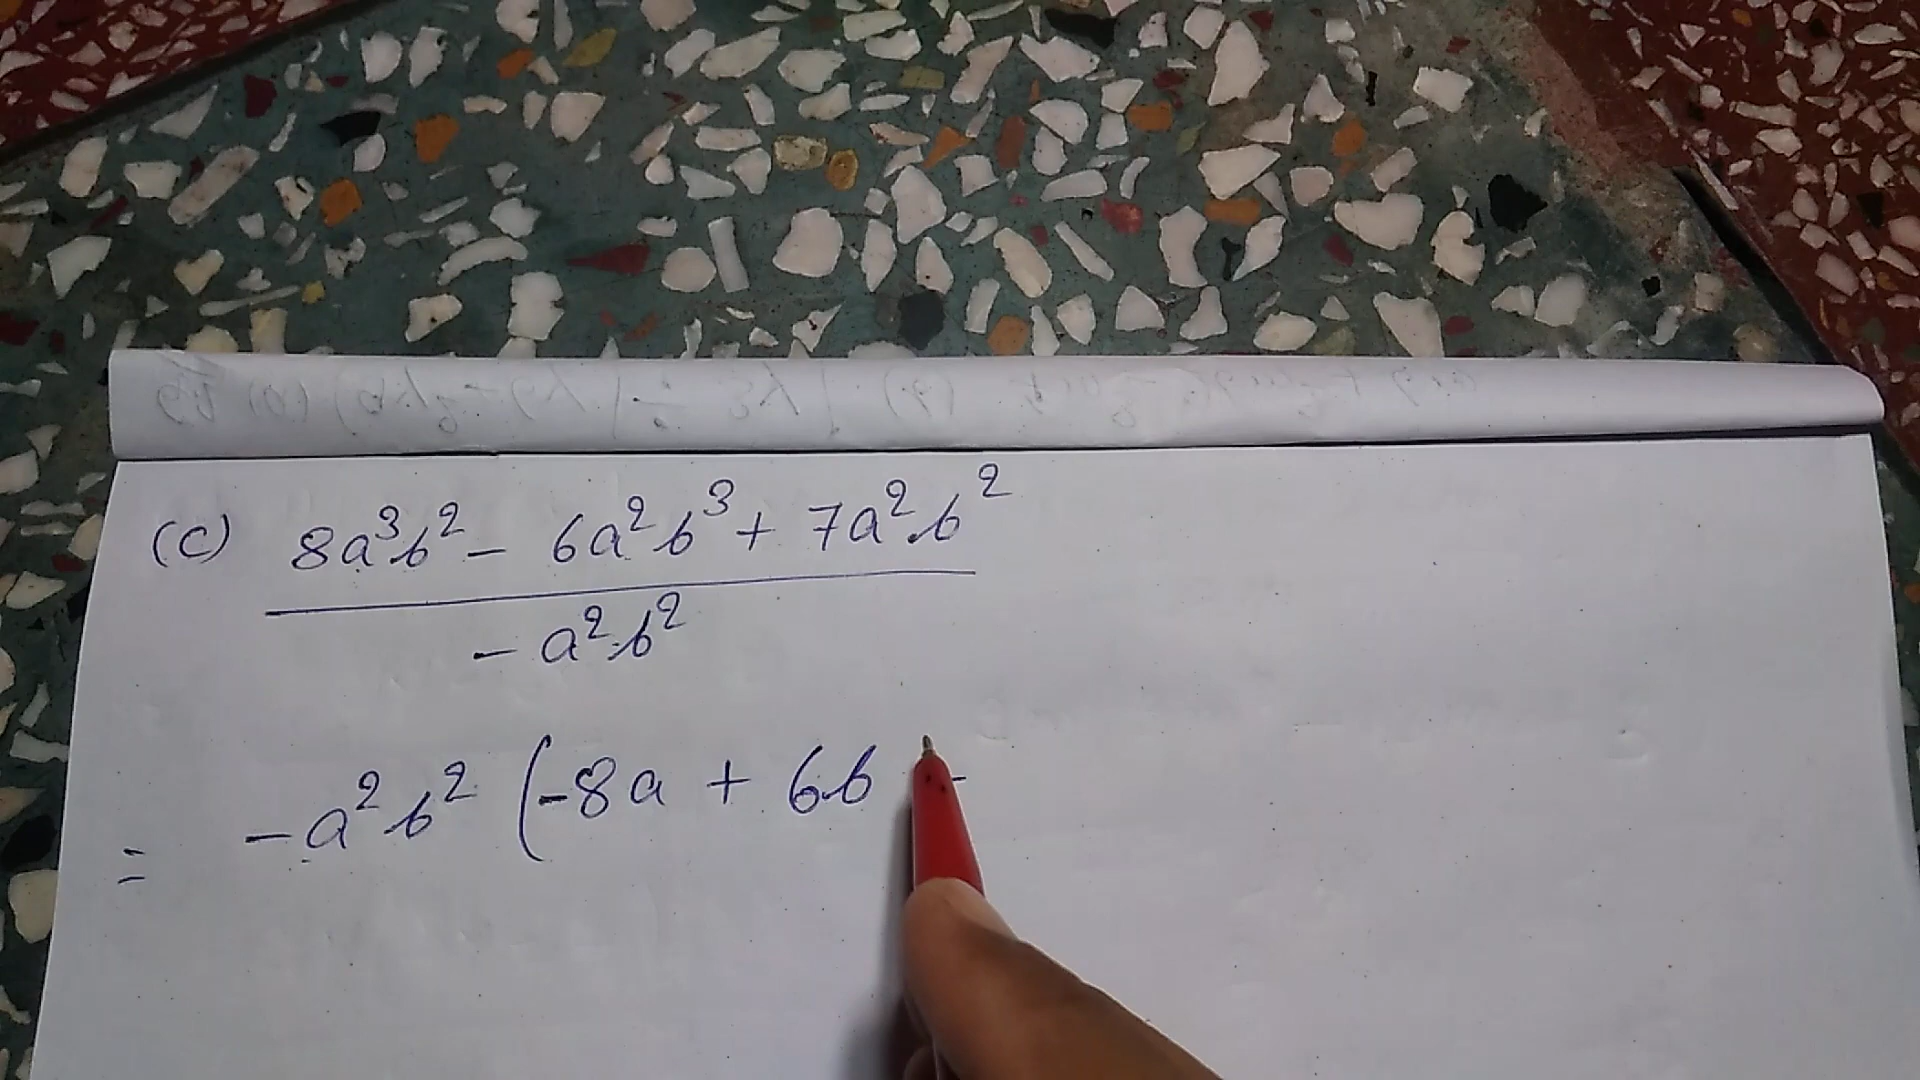 (C) 8a³b² - 6a²b³ + 7a²b²
- a²b²
= - a²b² (-8a + 6b -